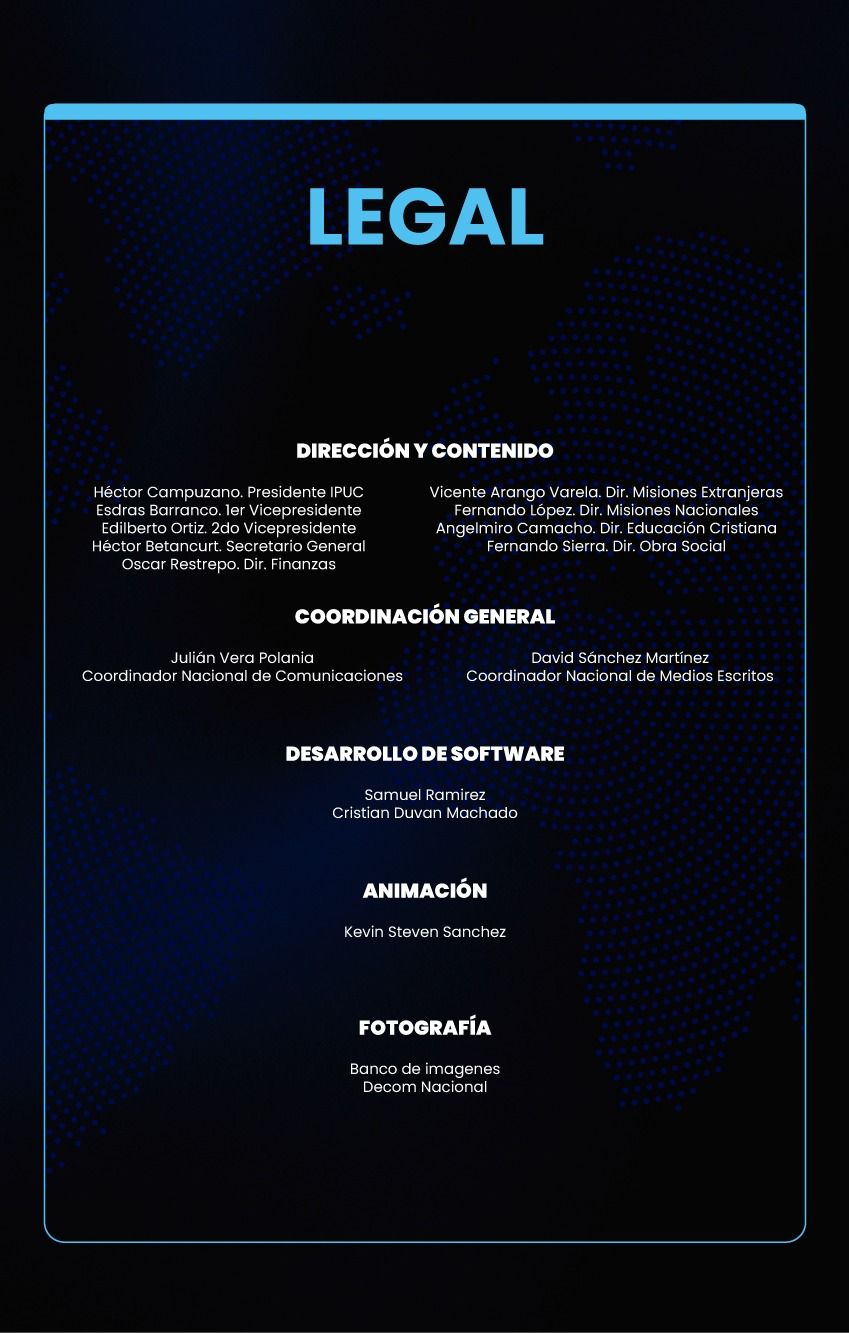 LEGAL
DIRECCIÓN Y CONTENIDO
Héctor Campuzano. Presidente IPUC
Esdras Barranco. 1er Vicepresidente
Edilberto Ortiz. 2do Vicepresidente
Héctor Betancurt. Secretario General
Oscar Restrepo. Dir. Finanzas
Vicente Arango Varela. Dir. Misiones Extranjeras
Fernando López. Dir. Misiones Nacionales
Angelmiro Camacho. Dir. Educación Cristiana
Fernando Sierra. Dir. Obra Social
COORDINACIÓN GENERAL
Julián Vera Polania
Coordinador Nacional de Comunicaciones
David Sánchez Martínez
Coordinador Nacional de Medios Escritos
DESARROLLO DE SOFTWARE
Samuel Ramirez
Cristian Duvan Machado
ANIMACIÓN
Kevin Steven Sanchez
FOTOGRAFÍA
Banco de imagenes
Decom Nacional